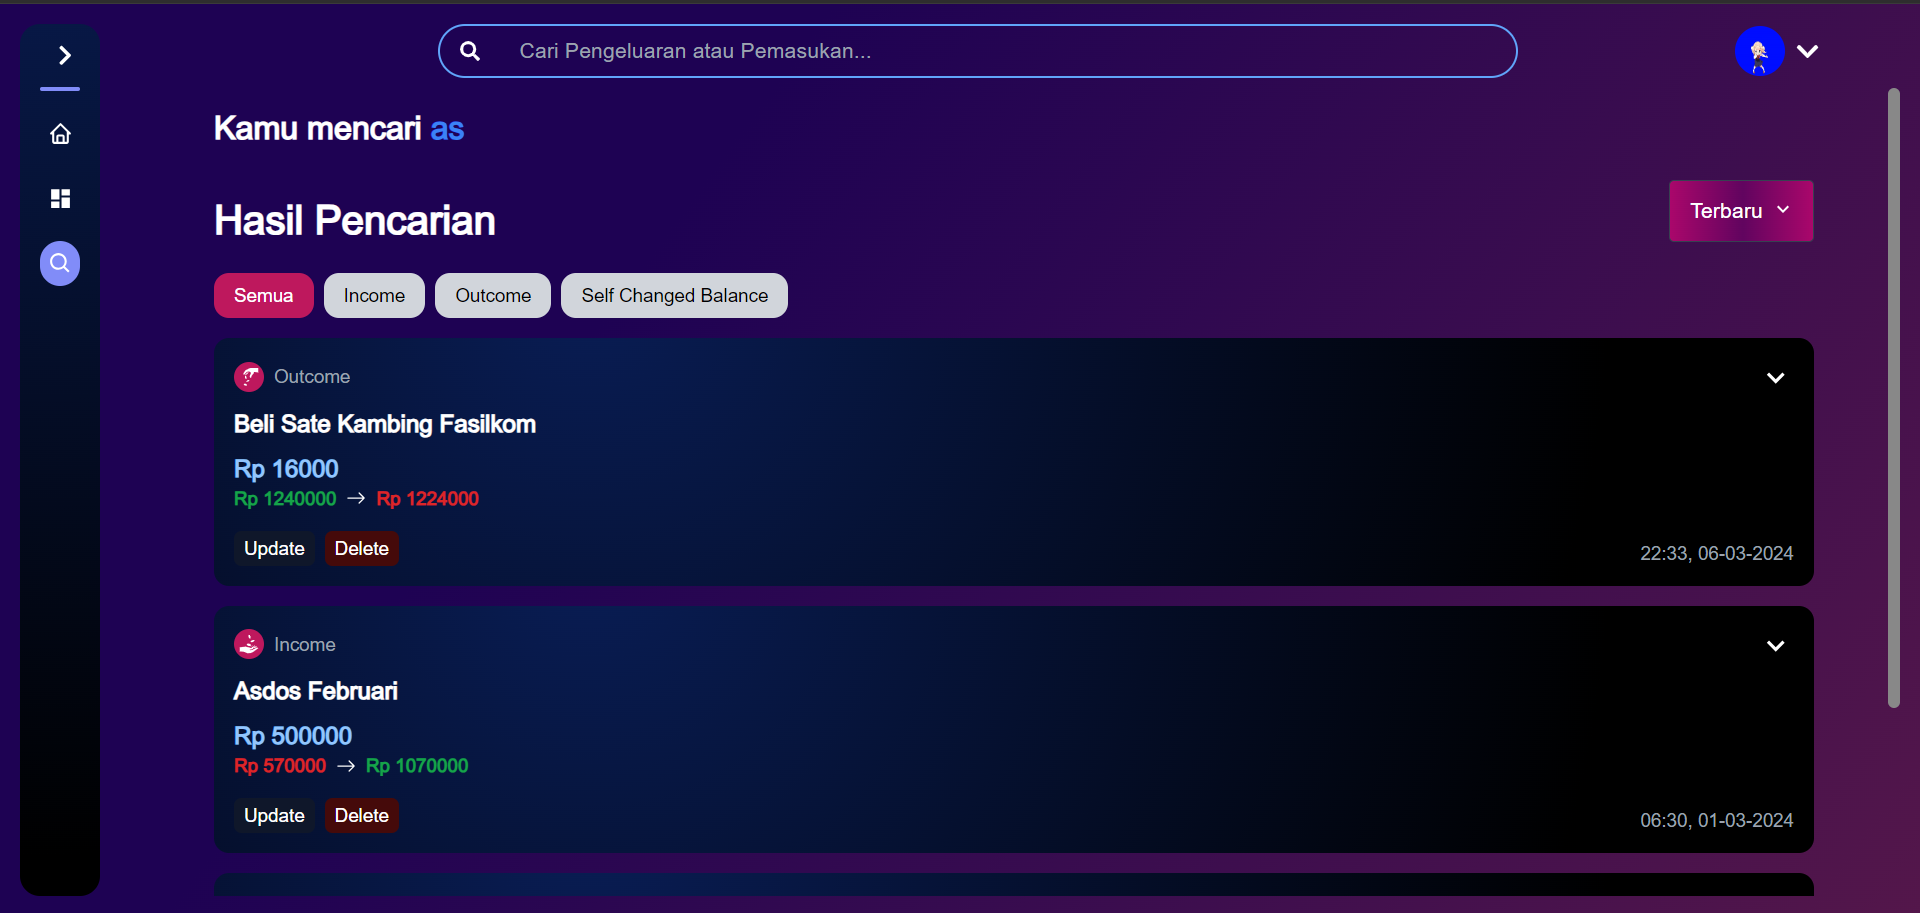 Cari Pengeluaran atau Pemasukan...
Kamu mencari as
Hasil Pencarian
Terbaru
Semua Income Outcome Self Changed Balance
Outcome
Beli Sate Kambing Fasilkom
Rp 16000
Rp 1240000 → Rp 1224000
Update Delete
22:33, 06-03-2024
Income
Asdos Februari
Rp 500000
Rp 570000 → Rp 1070000
Update Delete
06:30, 01-03-2024